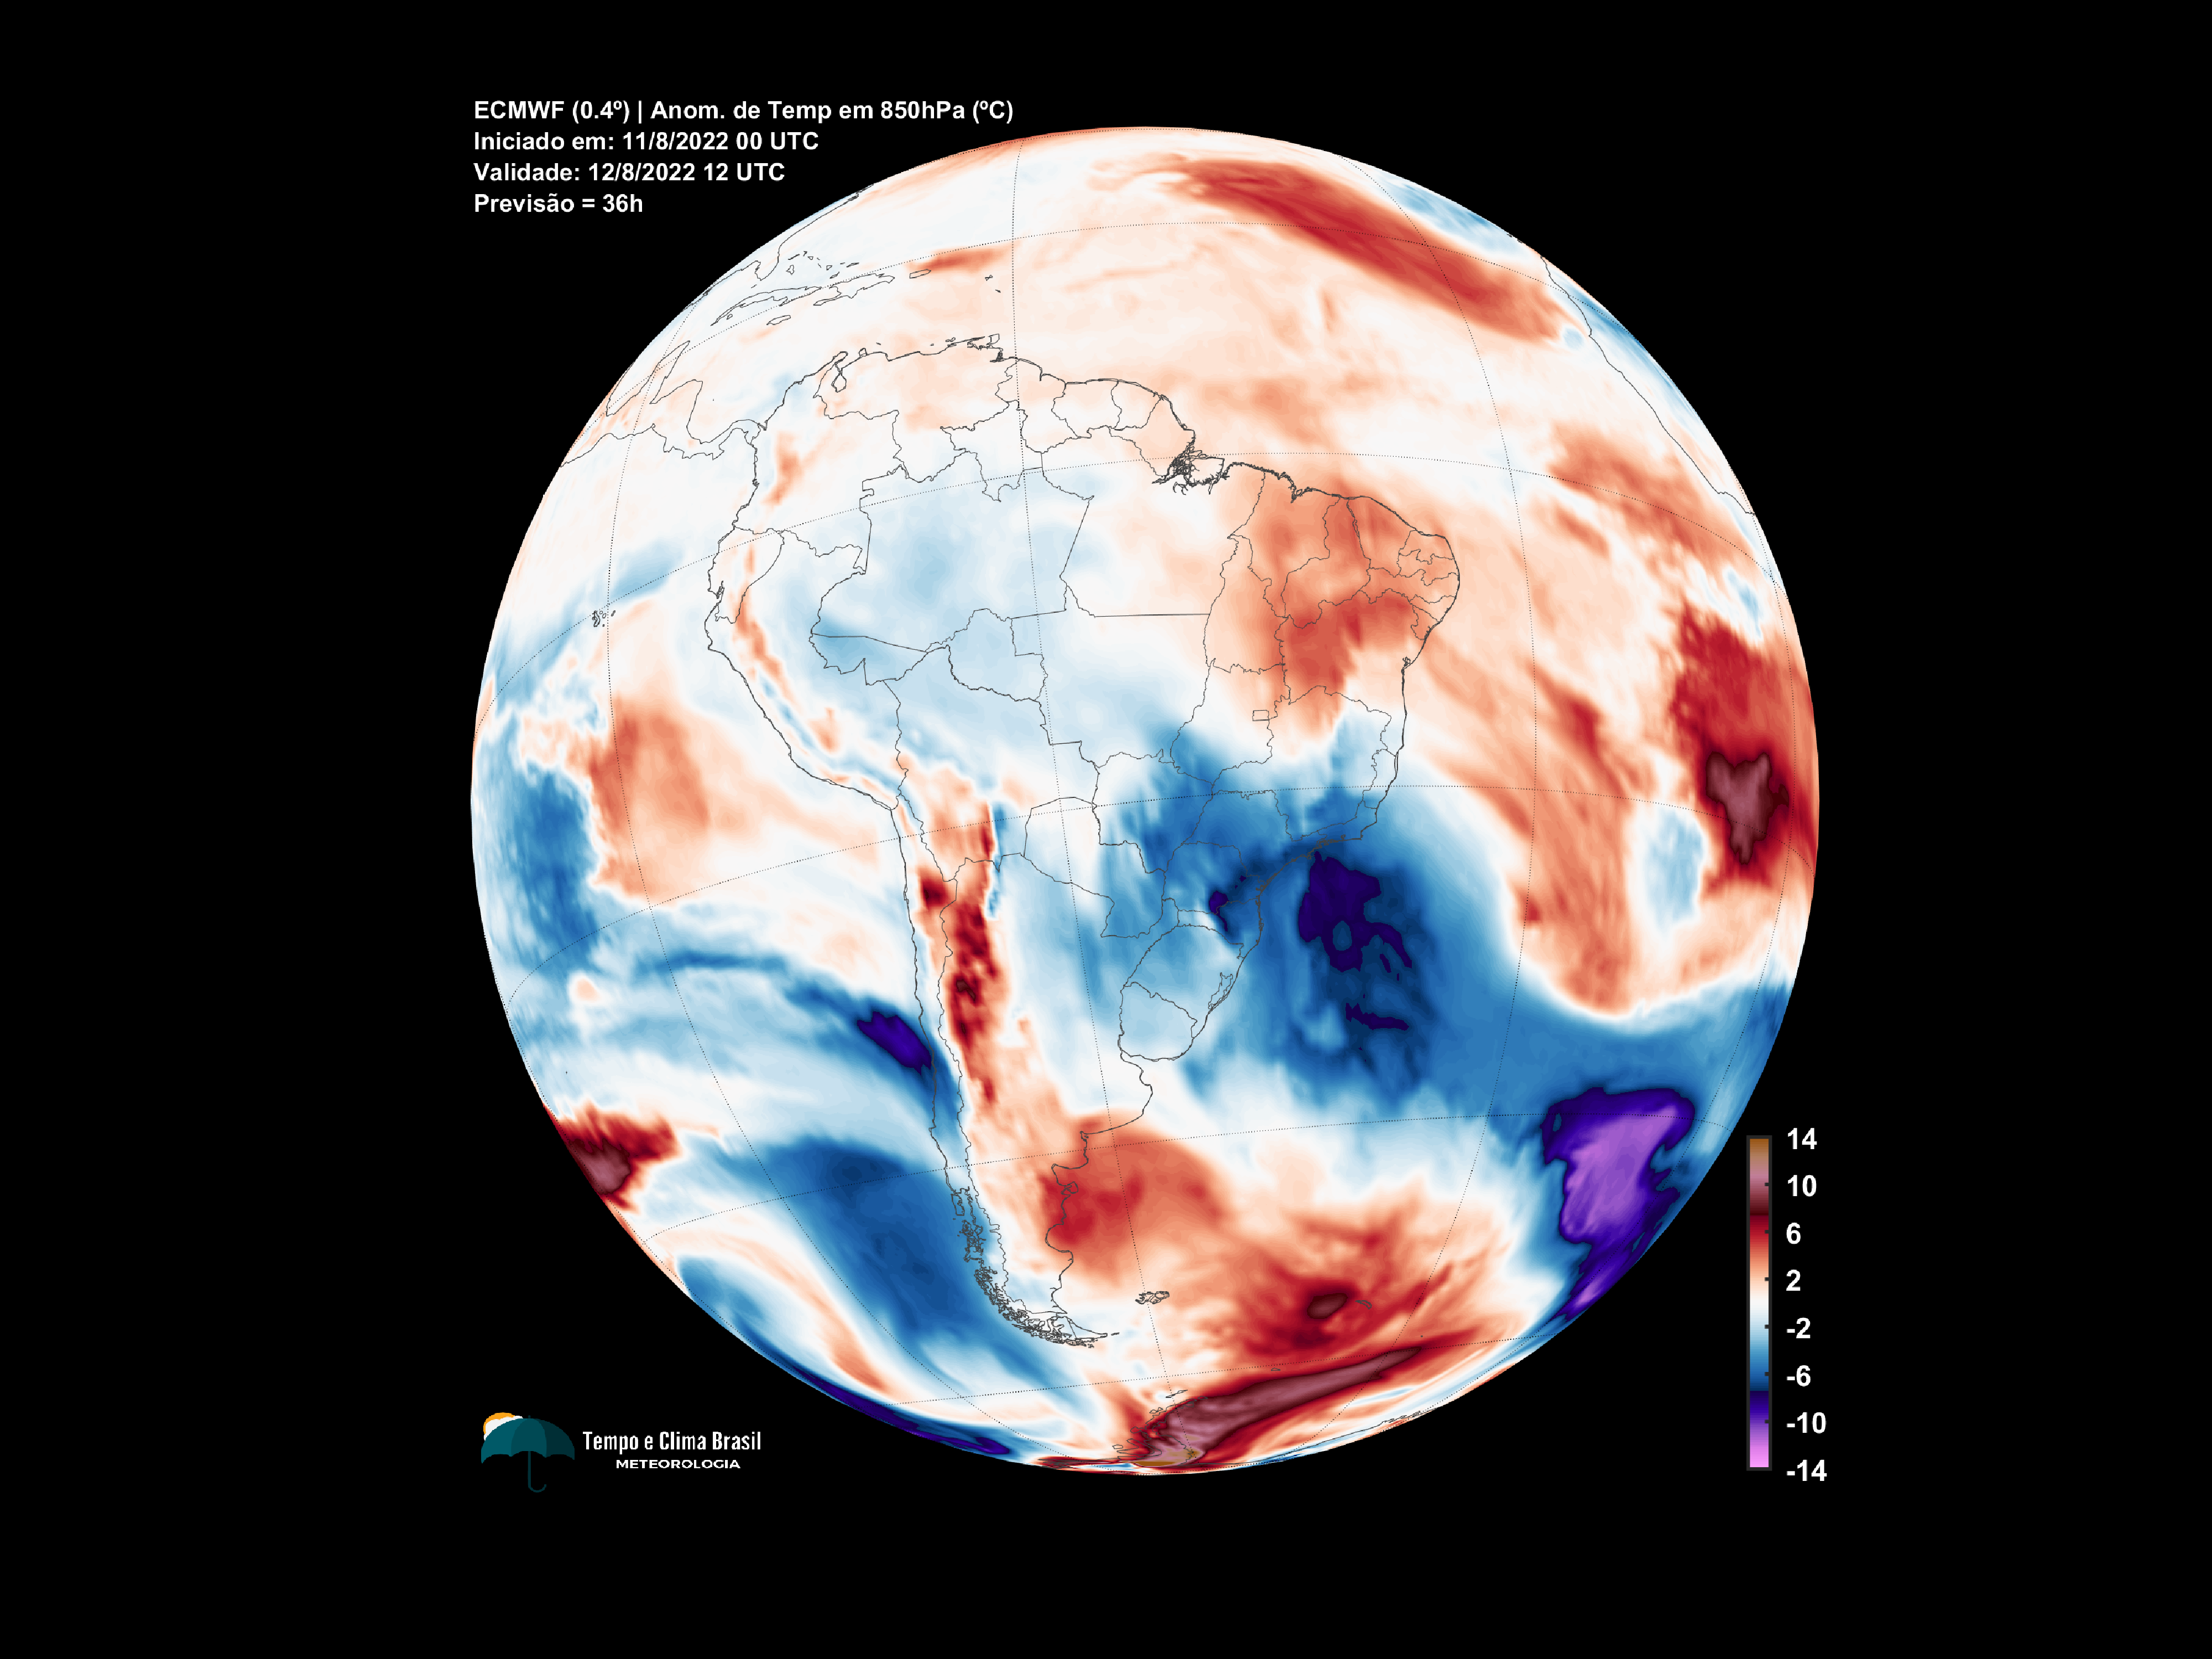 ECMWF (0.4º) | Anom. de Temp em 850hPa (ºC)
Iniciado em: 11/8/2022 00 UTC
Validade: 12/8/2022 12 UTC
Previsão = 36h
14
10
6
2
-2
-6
-10
-14
Tempo e Clima Brasil
METEOROLOGIA